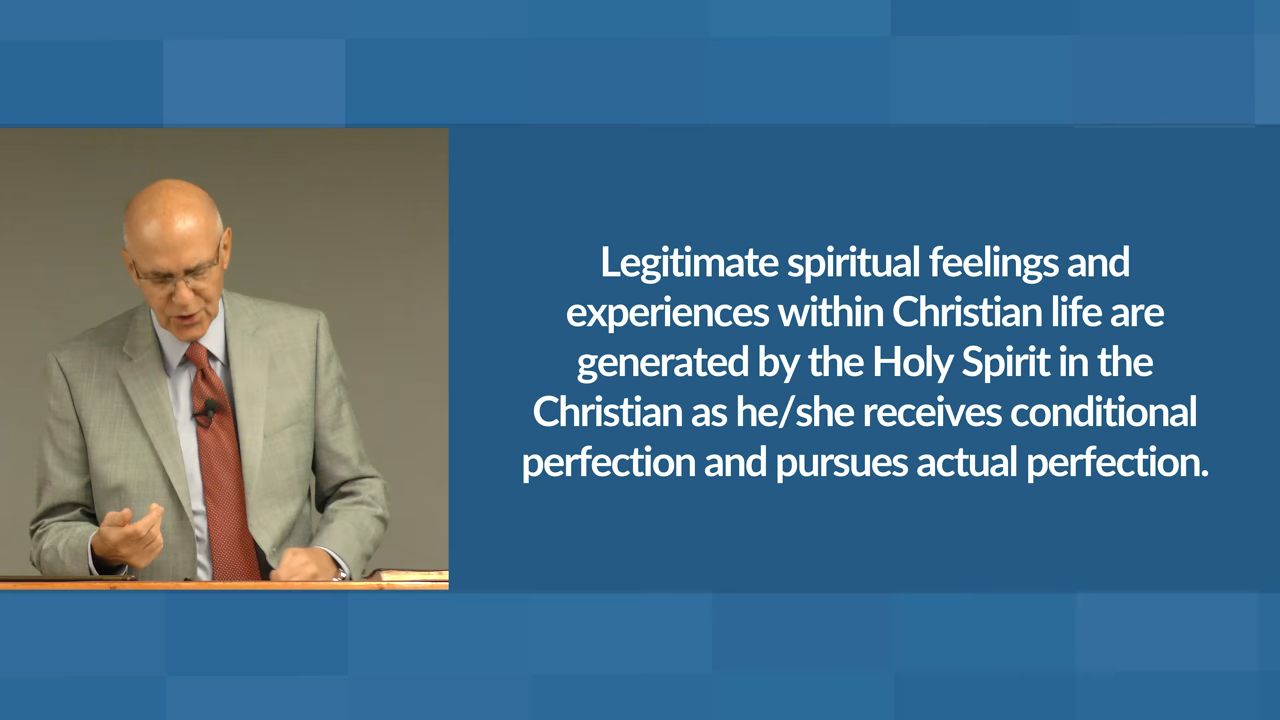 Legitimate spiritual feelings and
experiences within Christian life are
generated by the Holy Spirit in the
Christian as he/she receives conditional
perfection and pursues actual perfection.